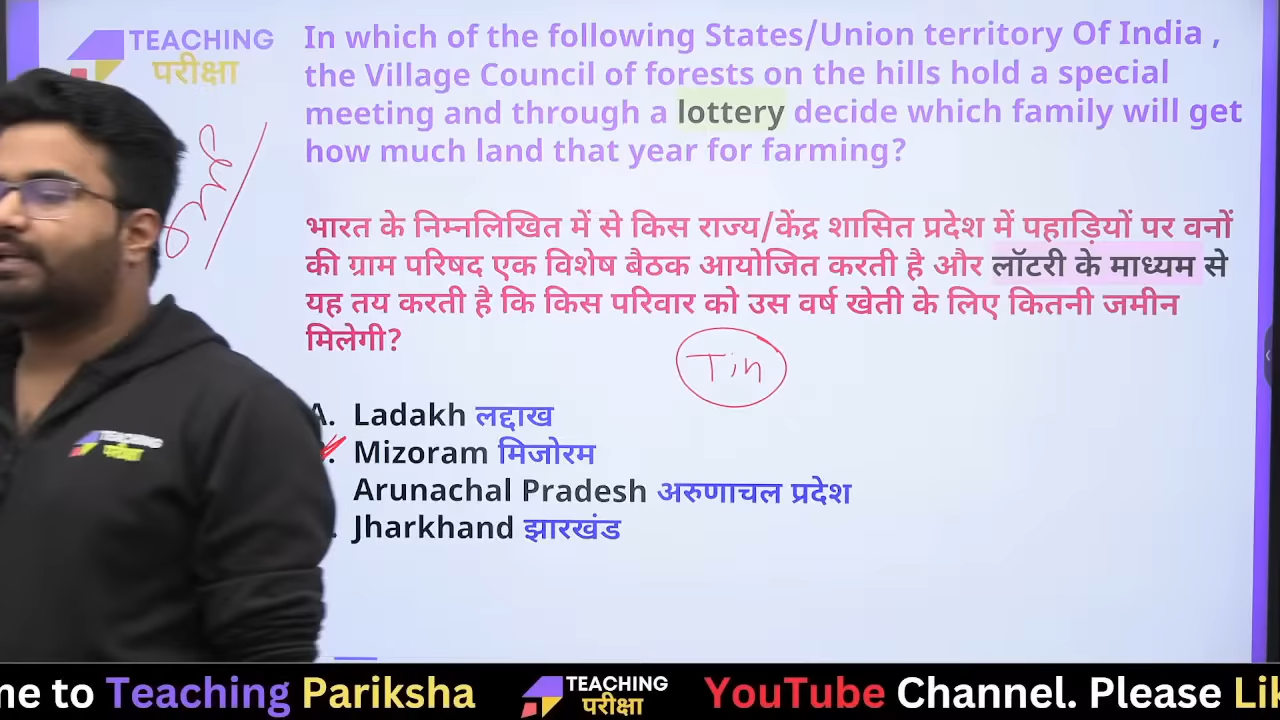 TEACHING
परीक्षा
In which of the following States/Union territory Of India ,
the Village Council of forests on the hills hold a special
meeting and through a lottery decide which family will get
how much land that year for farming?
भारत के निम्नलिखित में से किस राज्य/केंद्र शासित प्रदेश में पहाड़ियों पर वनों
की ग्राम परिषद एक विशेष बैठक आयोजित करती है और लॉटरी के माध्यम से
यह तय करती है कि किस परिवार को उस वर्ष खेती के लिए कितनी जमीन
मिलेगी?
Tin
A. Ladakh लद्दाख
Mizoram मिजोरम
Arunachal Pradesh अरुणाचल प्रदेश
Jharkhand झारखंड
TEACHING
परीक्षा
me to Teaching Pariksha
TEACHING
परीक्षा
YouTube Channel. Please Lik